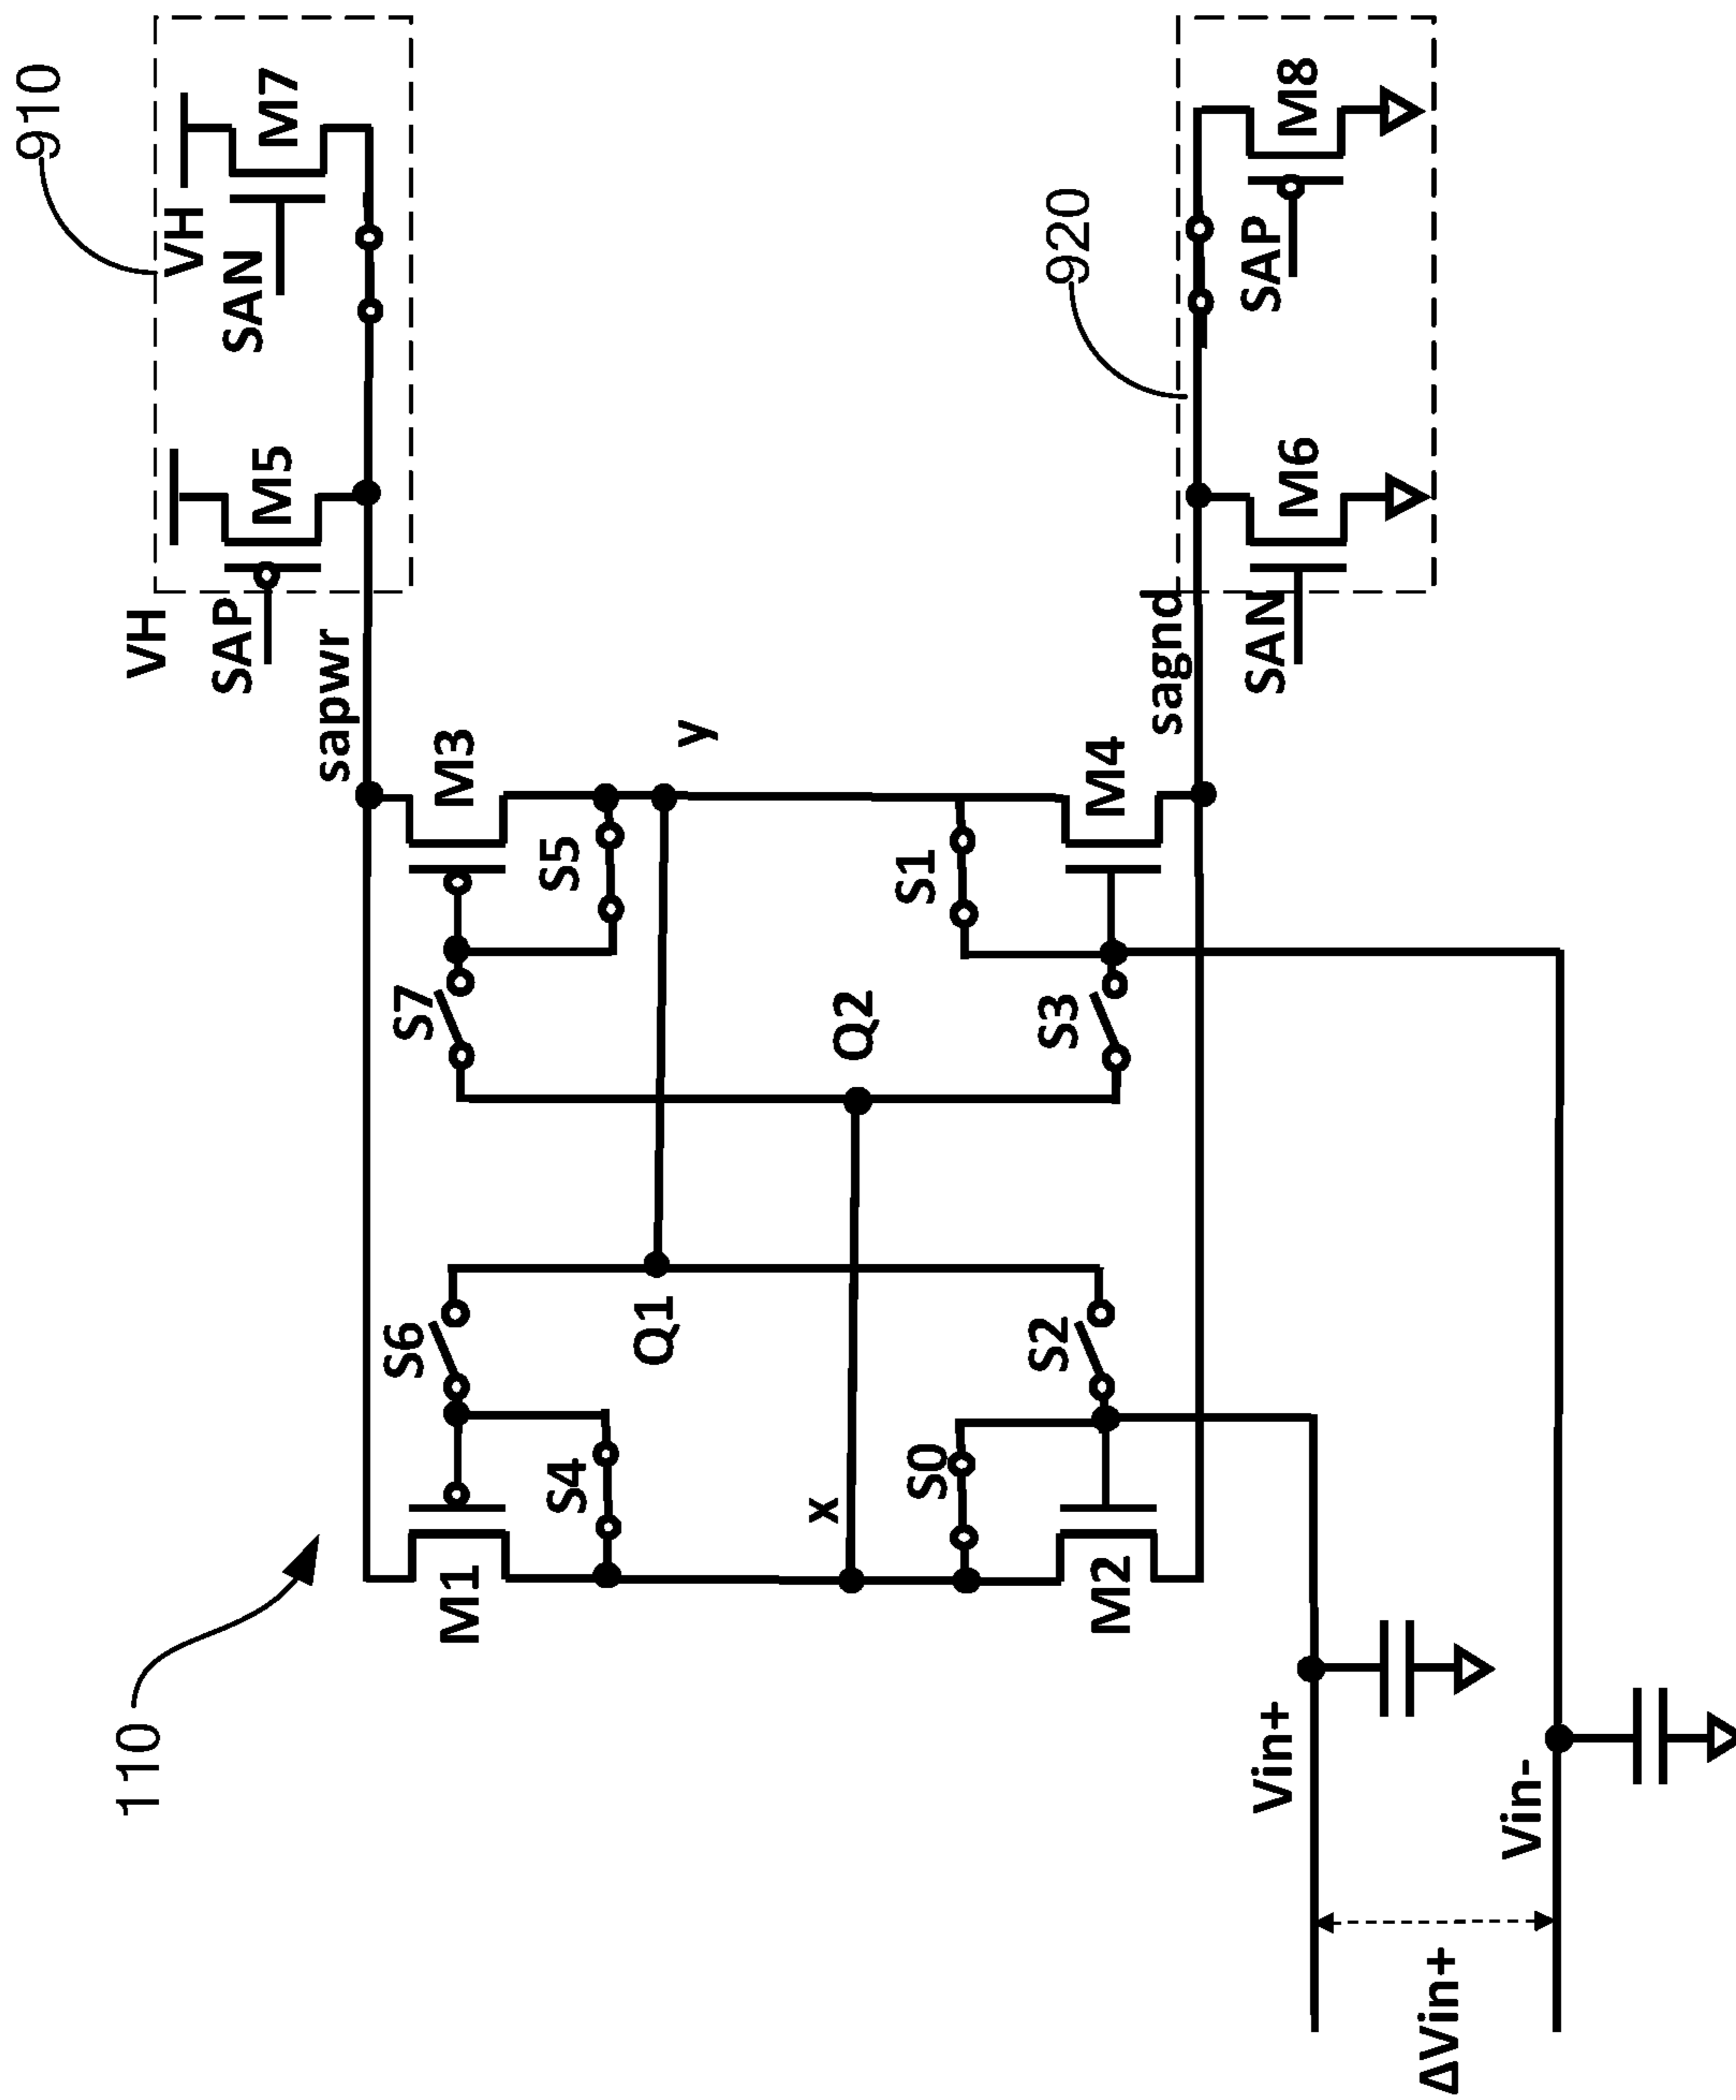 910
VH
M7
SAN
VH
M5
SAP
sapwr
920
M8
SAP
M6
SAN
sagnd
M3
y
M4
S5
S1
S7
Q2
S3
S6
Q1
S2
S4
x
S0
M1
M2
110
Vin+
Vin-
ΔVin+